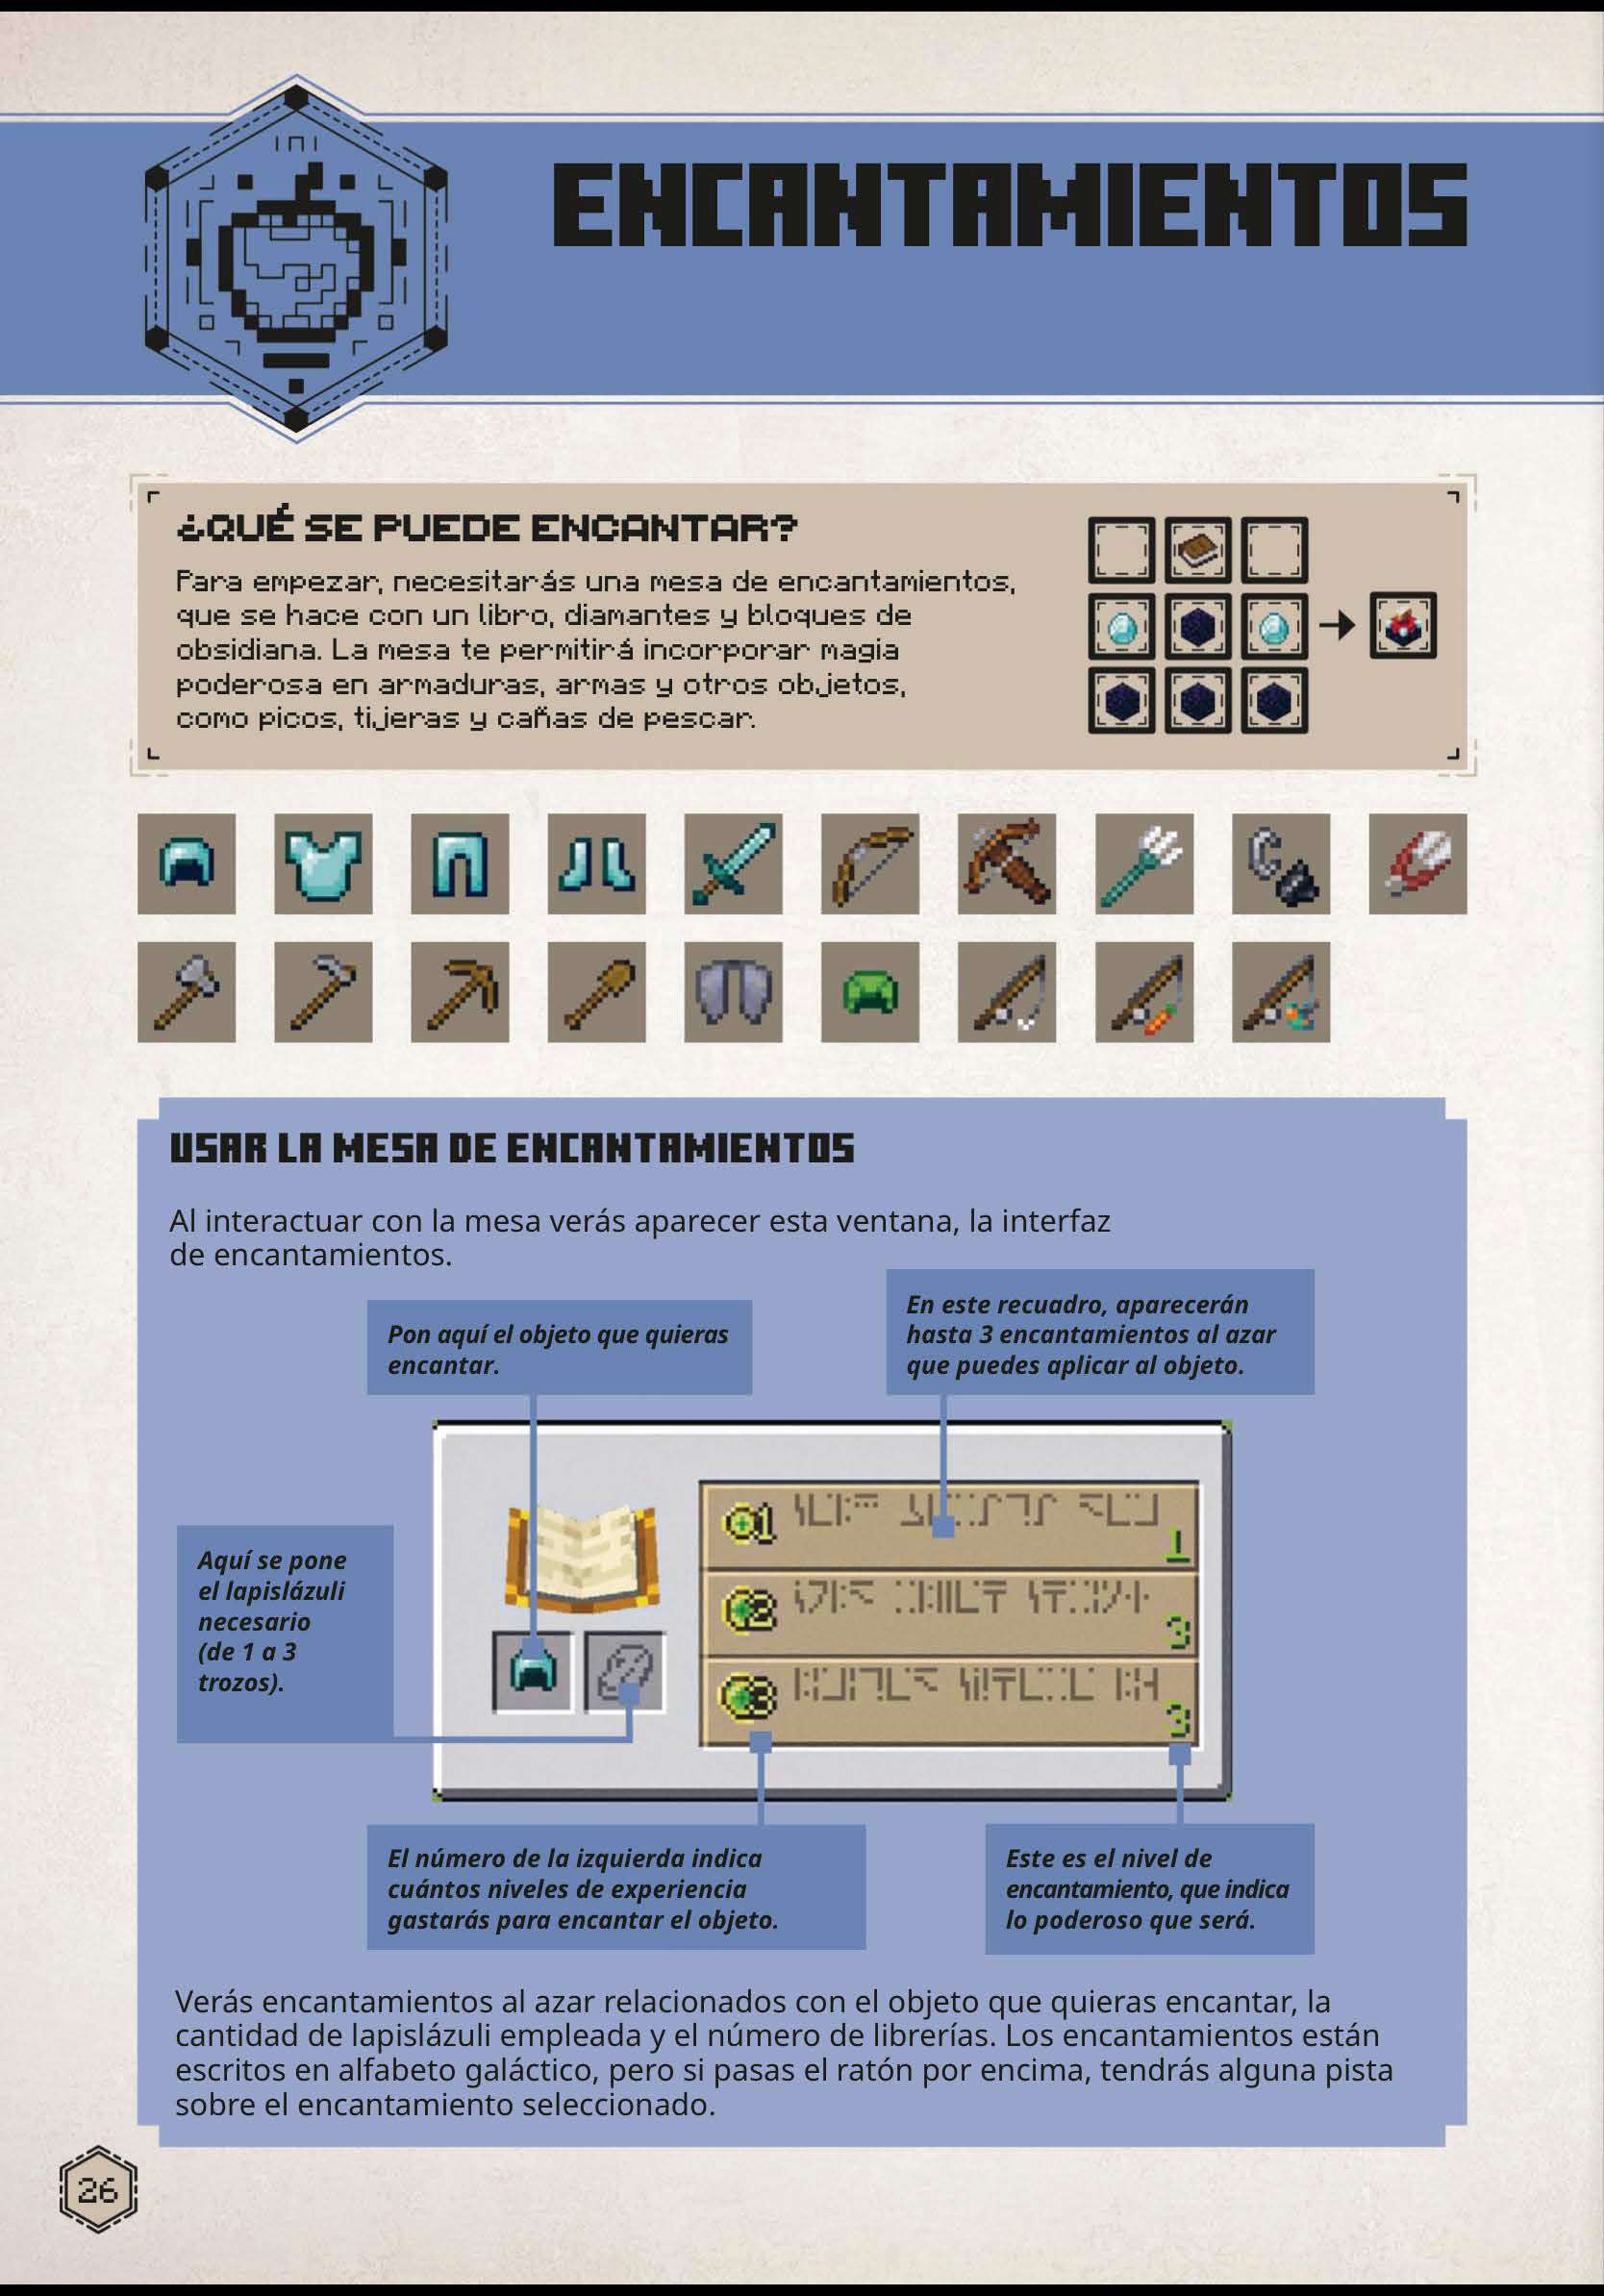 ENCANTAMIENTOS
¿QUÉ SE PUEDE ENCANTAR?
Para empezar, necesitarás una mesa de encantamientos,
que se hace con un libro, diamantes y bloques de
obsidiana. La mesa te permitirá incorporar magia
poderosa en armaduras, armas y otros objetos,
como picos, tijeras y cañas de pescar.
USAR LA MESA DE ENCANTAMIENTOS
Al interactuar con la mesa verás aparecer esta ventana, la interfaz
de encantamientos.
Pon aquí el objeto que quieras
encantar.
En este recuadro, aparecerán
hasta 3 encantamientos al azar
que puedes aplicar al objeto.
Aquí se pone
el lapislázuli
necesario
(de 1 a 3
trozos).
1
1
2
3
3
3
El número de la izquierda indica
cuántos niveles de experiencia
gastarás para encantar el objeto.
Este es el nivel de
encantamiento, que indica
lo poderoso que será.
Verás encantamientos al azar relacionados con el objeto que quieras encantar, la
cantidad de lapislázuli empleada y el número de librerías. Los encantamientos están
escritos en alfabeto galáctico, pero si pasas el ratón por encima, tendrás alguna pista
sobre el encantamiento seleccionado.
26